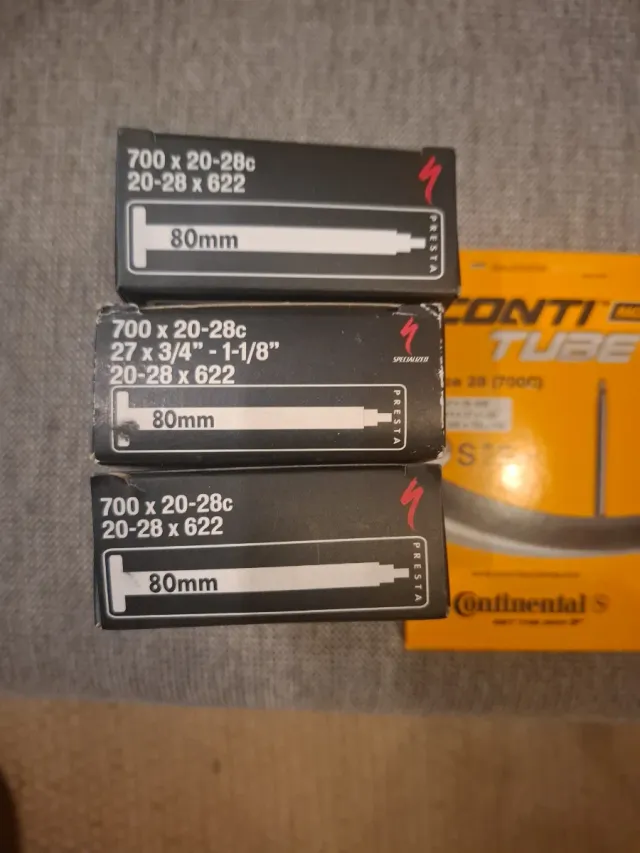 700 x 20-28c
20-28 x 622
80mm
PRESTA
700 x 20-28c
27 x 3/4” - 1-1/8”
20-28 x 622
SPECIALIZED
80mm
PRESTA
700 x 20-28c
20-28 x 622
80mm
PRESTA
CONTI
TUBE
28 (700C)
Continental